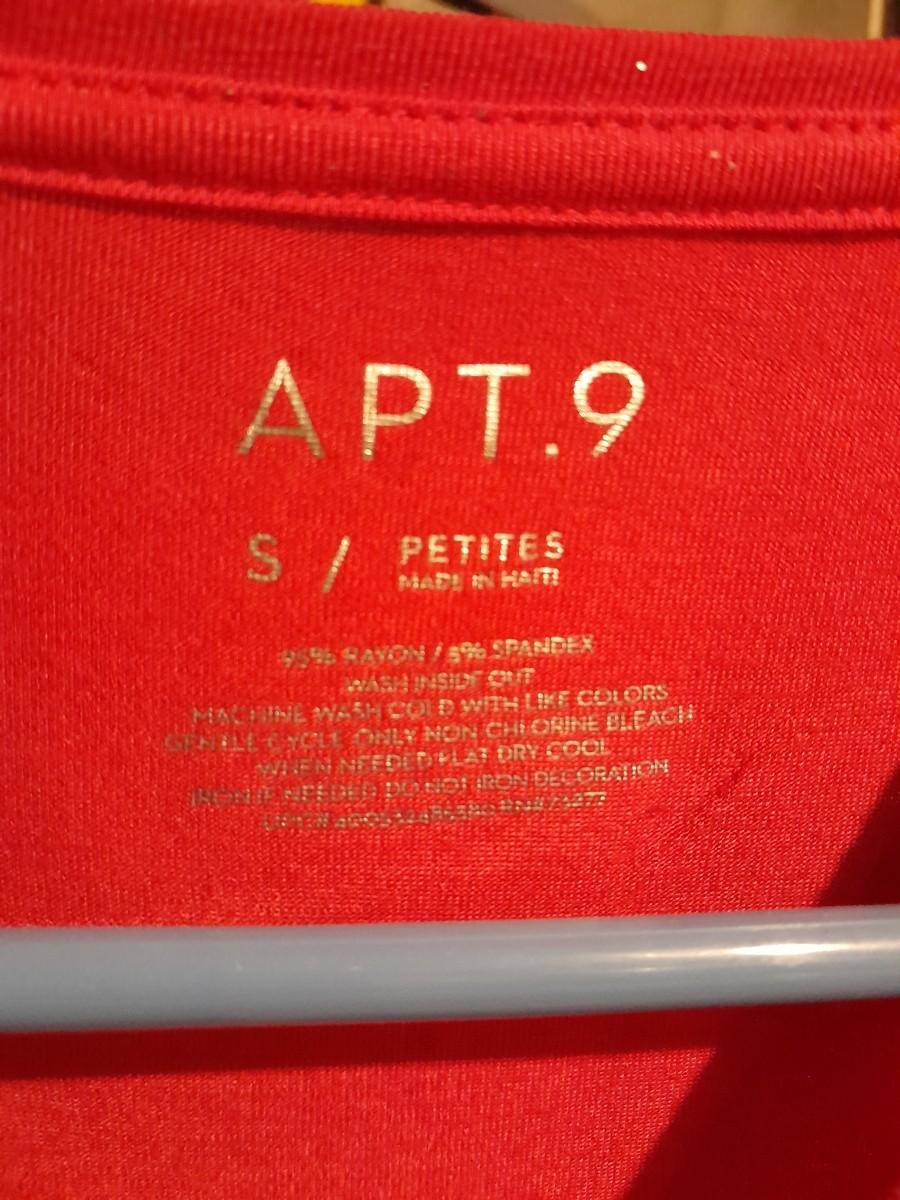 APT.9
S / PETITES
MADE IN HAITI
95% RAYON / 5% SPANDEX
WASH INSIDE OUT
MACHINE WASH COLD WITH LIKE COLORS
GENTLE CYCLE ONLY NON CHLORINE BLEACH
WHEN NEEDED FLAT DRY COOL
IRON IF NEEDED DO NOT IRON DECORATION